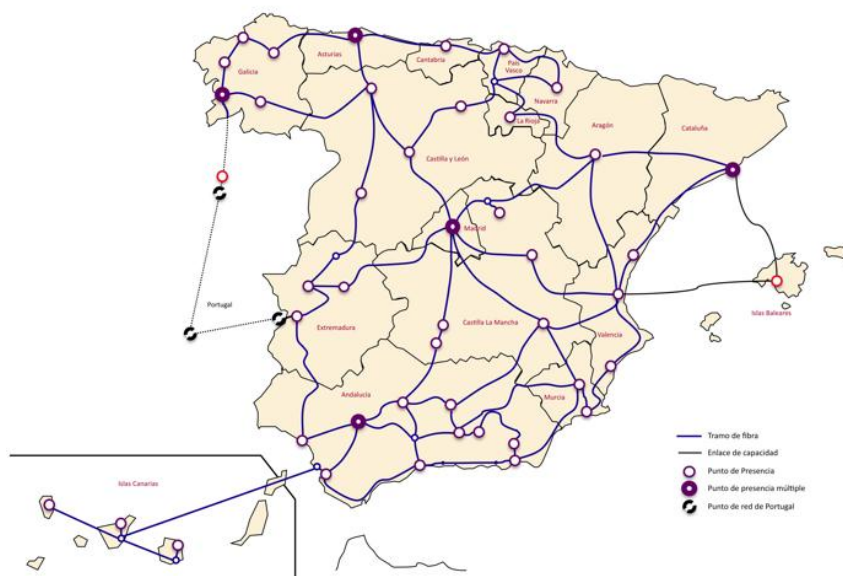 Asturias
Cantabria
País
Vasco
Galicia
Navarra
La Rioja
Aragón
Cataluña
Castilla y León
Madrid
Portugal
Islas Baleares
Extremadura
Castilla La Mancha
Valencia
Andalucía
Murcia
Islas Canarias
Tramo de fibra
Enlace de capacidad
Punto de Presencia
Punto de presencia múltiple
Punto de red de Portugal